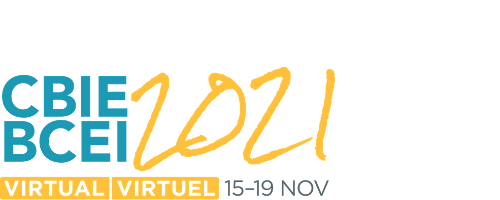 CBIE 2021
BCEI
VIRTUAL | VIRTUEL 15–19 NOV